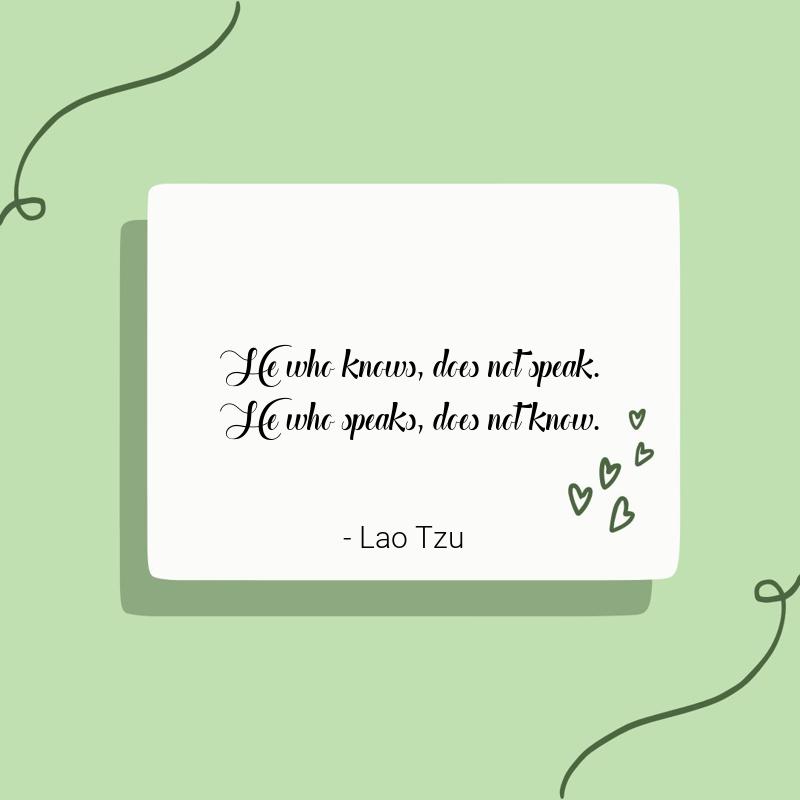 He who knows, does not speak.
He who speaks, does not know.
- Lao Tzu